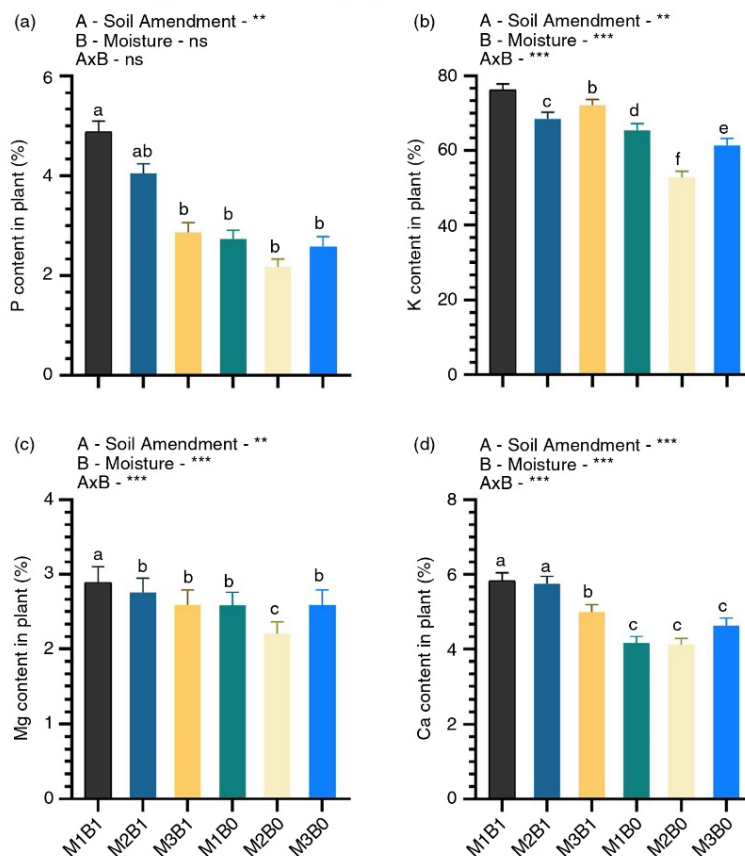 (a)
A - Soil Amendment - **
B - Moisture - ns
AxB - ns
P content in plant (%)
6
4
2
0
a
ab
b
b
b
b
(b)
A - Soil Amendment - **
B - Moisture - ***
AxB - ***
K content in plant (%)
80
60
40
20
0
c
b
d
f
e
(c)
A - Soil Amendment - **
B - Moisture - ***
AxB - ***
Mg content in plant (%)
4
3
2
1
0
a
b
b
b
c
b
M1B1
M2B1
M3B1
M1B0
M2B0
M3B0
(d)
A - Soil Amendment - ***
B - Moisture - ***
AxB - ***
Ca content in plant (%)
8
6
4
2
0
a
a
b
c
c
c
M1B1
M2B1
M3B1
M1B0
M2B0
M3B0